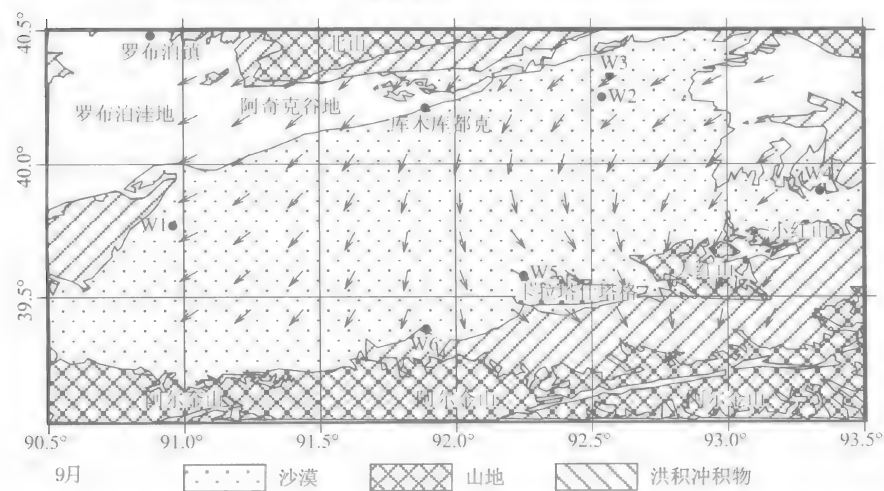 40.5°
北山
罗布泊镇
W3
阿奇克谷地
W2
罗布泊洼地
库木库都克
40.0°
W4
W1
小红山
W5
大红山
39.5°
W6
阿尔金山
阿尔金山
阿尔金山
90.5°
91.0°
91.5°
92.0°
92.5°
93.0°
93.5°
9月
沙漠
山地
洪积冲积物